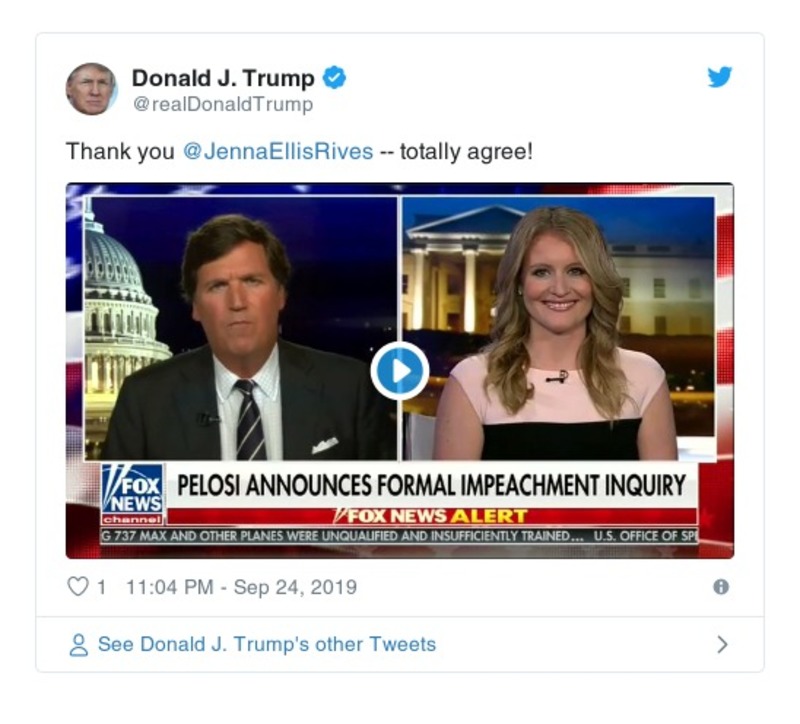 Donald J. Trump
@realDonaldTrump
Thank you @JennaEllisRives -- totally agree!
FOX
NEWS
channel
PELOSI ANNOUNCES FORMAL IMPEACHMENT INQUIRY
FOX NEWS ALERT
G 737 MAX AND OTHER PLANES WERE UNQUALIFIED AND INSUFFICIENTLY TRAINED... U.S. OFFICE OF SP
1 11:04 PM - Sep 24, 2019
See Donald J. Trump's other Tweets